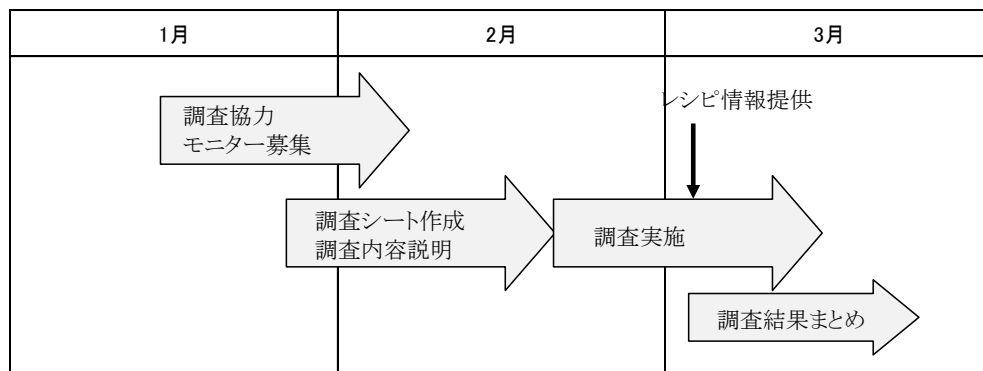 1月
2月
3月
レシピ情報提供
調査協力
モニター募集
調査シート作成
調査内容説明
調査実施
調査結果まとめ